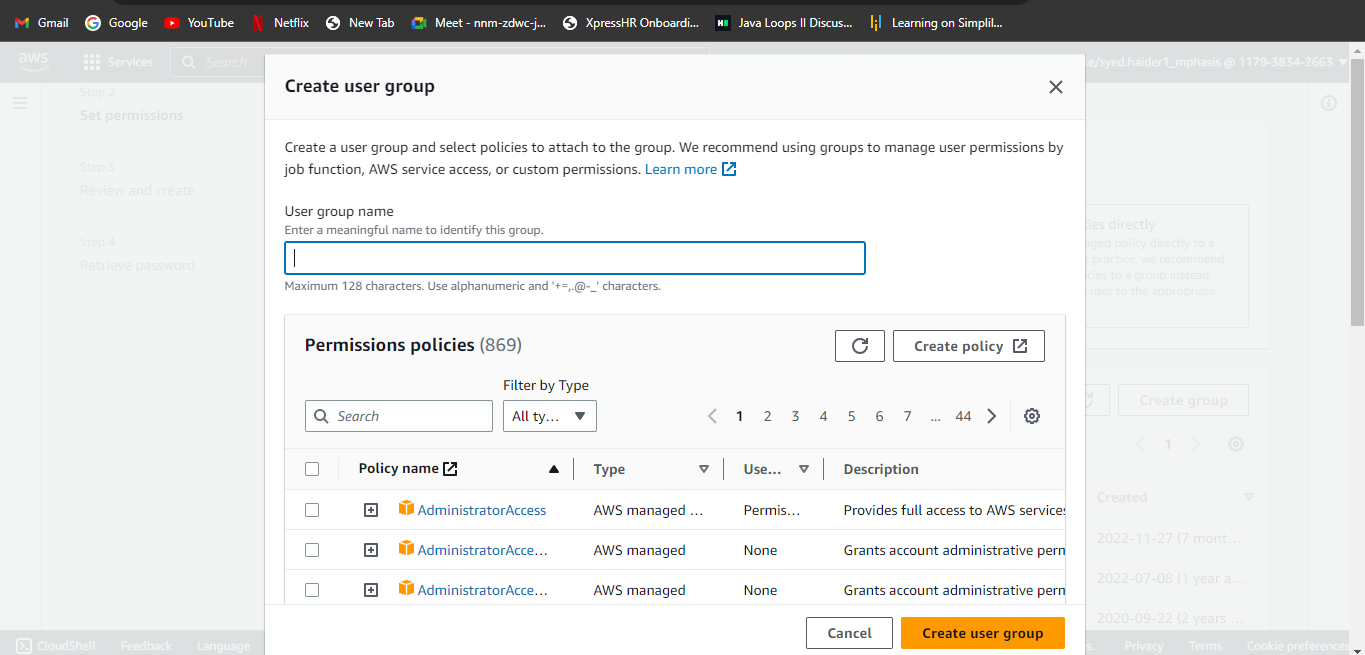 Gmail Google YouTube Netflix New Tab Meet - nnm-zdwc-j... XpressHR Onboardi... Java Loops II Discus... Learning on Simplil...
aws Services Search e/syed.haider1_mphasis @ 1179-3834-2663
Create user group
Step 2
Set permissions
Step 3
Review and create
Step 4
Retrieve password
Create a user group and select policies to attach to the group. We recommend using groups to manage user permissions by
job function, AWS service access, or custom permissions. Learn more
User group name
Enter a meaningful name to identify this group.
Maximum 128 characters. Use alphanumeric and '+=,.@-_' characters.
ies directly
aged policy directly to a
t practice, we recommend
cies to a group instead.
user to the appropriate
Permissions policies (869)
Create policy
Filter by Type
Search All ty... 1 2 3 4 5 6 7 ... 44
Create group
1
Policy name Type Use... Description
Created
AdministratorAccess AWS managed ... Permis... Provides full access to AWS services
2022-11-27 (7 mont...
AdministratorAcce... AWS managed None Grants account administrative perm
2022-07-08 (1 year a...
AdministratorAcce... AWS managed None Grants account administrative perm
2020-09-22 (2 years ...
Cancel Create user group
CloudShell Feedback Language s. Privacy Terms Cookie preferences